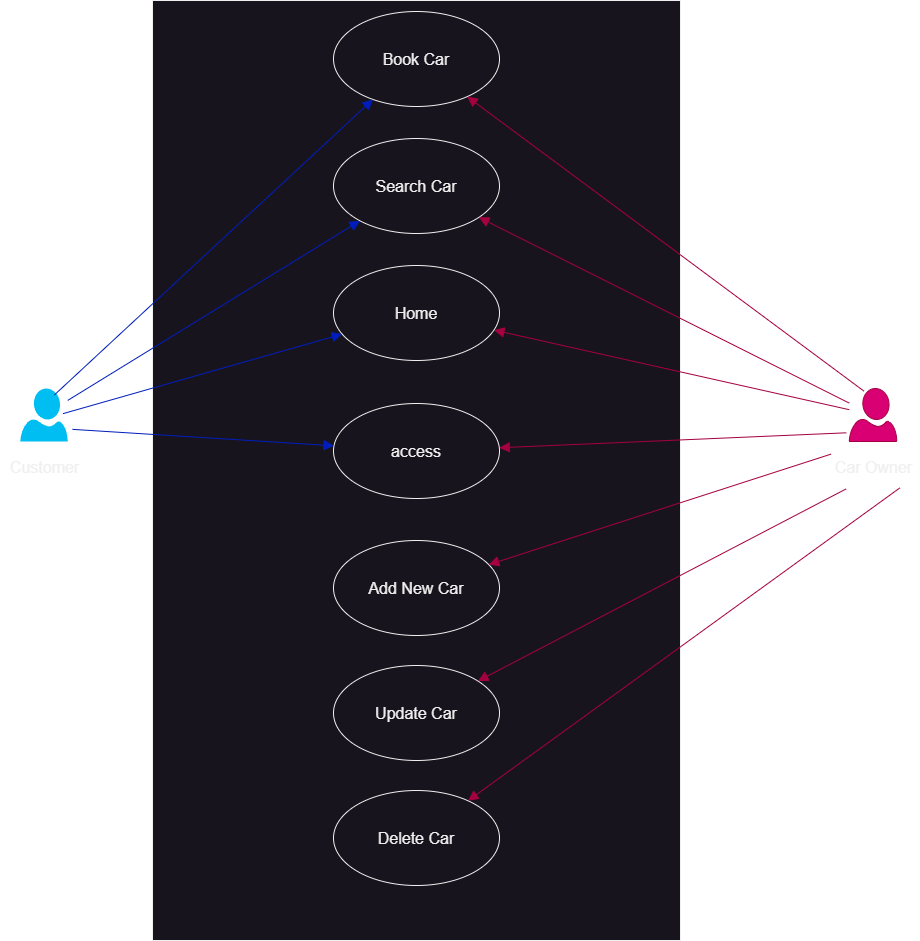 Book Car
Search Car
Home
access
Customer
Car Owner
Add New Car
Update Car
Delete Car